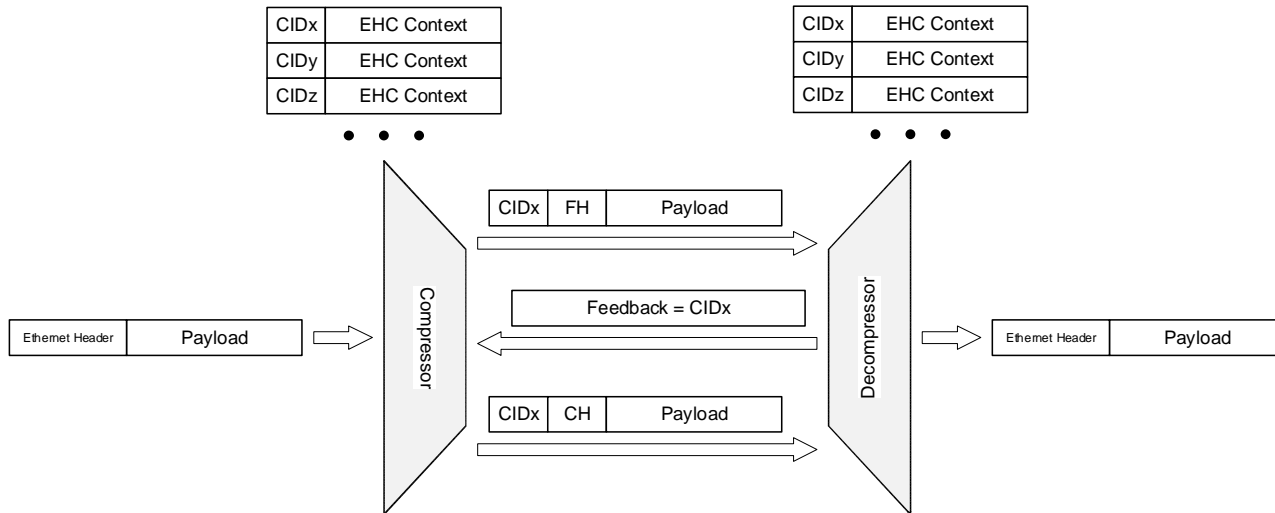 CIDx EHC Context
CIDy EHC Context
CIDz EHC Context
CIDx EHC Context
CIDy EHC Context
CIDz EHC Context
CIDx FH Payload
Compressor
Feedback = CIDx
Decompressor
Ethernet Header Payload
Ethernet Header Payload
CIDx CH Payload